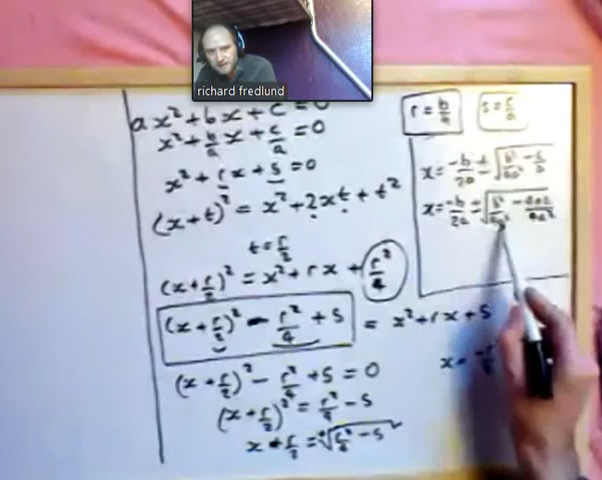 richard fredlund
ax² + bx + c = 0
x² + b/a x + c/a = 0
x² + rx + s = 0
(x+t)² = x² + 2xt + t²
t = r/2
(x + r/2)² = x² + rx + r²/4
(x + r/2)² - r²/4 + s = x² + rx + s
(x + r/2)² - r²/4 + s = 0
(x + r/2)² = r²/4 - s
x + r/2 = ±√(r²/4 - s)
r = b/a
s = c/a
x = -b/2a ± √(b²/4a² - c/a)
x = -b/2a ± √(b²/4a² - 4ac/4a²)
x = -r/2